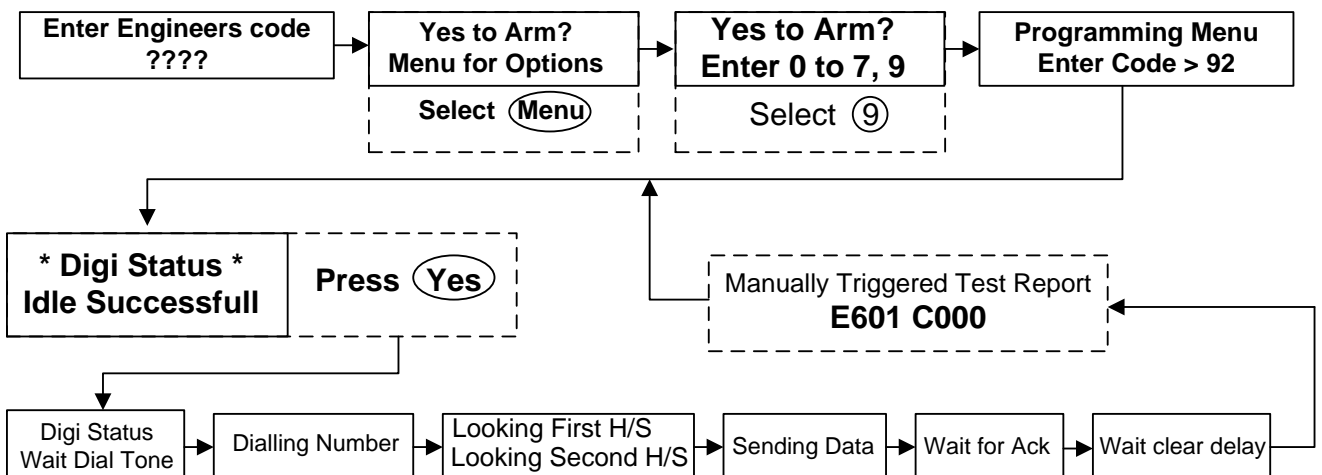 Enter Engineers code
????
Yes to Arm?
Menu for Options
Select Menu
Yes to Arm?
Enter 0 to 7, 9
Select 9
Programming Menu
Enter Code > 92
* Digi Status *
Idle Successfull
Press Yes
Manually Triggered Test Report
E601 C000
Digi Status
Wait Dial Tone
Dialling Number
Looking First H/S
Looking Second H/S
Sending Data
Wait for Ack
Wait clear delay